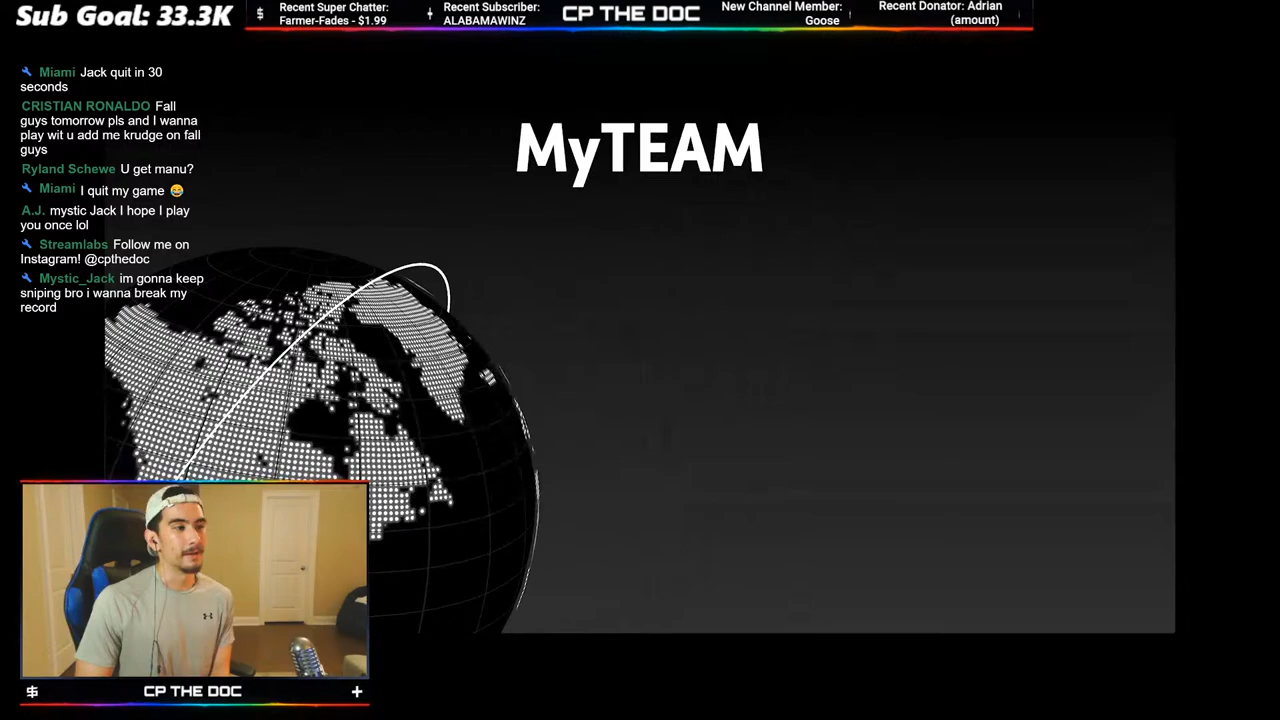 Sub Goal: 33.3K
Recent Super Chatter:
Farmer-Fades - $1.99
Recent Subscriber:
ALABAMAWINZ
CP THE DOC
New Channel Member:
Goose
Recent Donator: Adrian
(amount)
Miami Jack quit in 30
seconds
CRISTIAN RONALDO Fall
guys tomorrow pls and I wanna
play wit u add me krudge on fall
guys
Ryland Schewe U get manu?
Miami I quit my game 😂
A.J. mystic Jack I hope I play
you once lol
Streamlabs Follow me on
Instagram! @cpthedoc
Mystic_Jack im gonna keep
sniping bro i wanna break my
record
MyTEAM
CP THE DOC